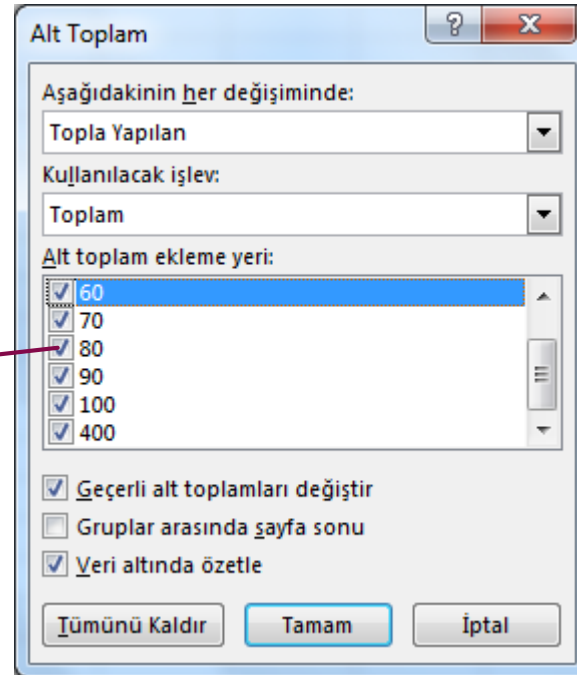 Alt Toplam
Aşağıdakinin her değişiminde:
Topla Yapılan
Kullanılacak işlev:
Toplam
Alt toplam ekleme yeri:
60
70
80
90
100
400
Geçerli alt toplamları değiştir
Gruplar arasında sayfa sonu
Veri altında özetle
Tümünü Kaldır Tamam İptal